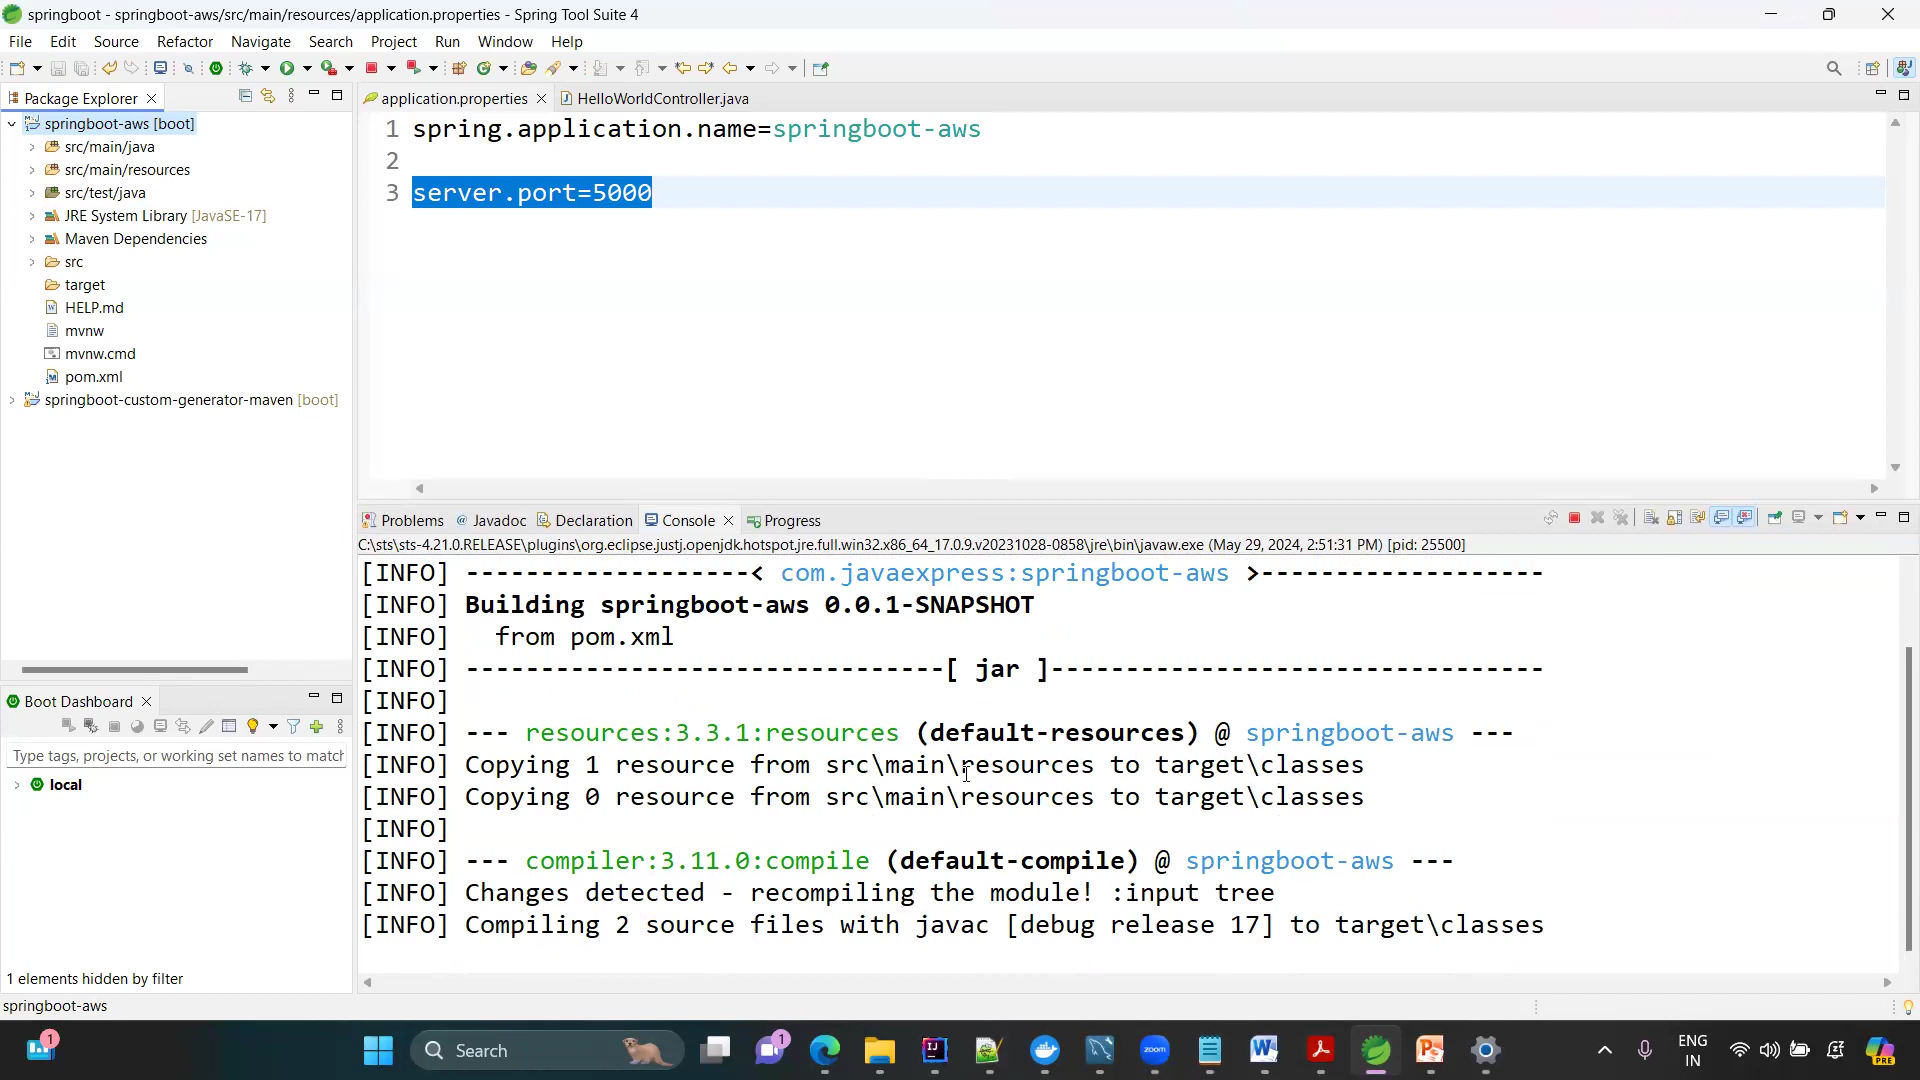 springboot - springboot-aws/src/main/resources/application.properties - Spring Tool Suite 4
File Edit Source Refactor Navigate Search Project Run Window Help
Package Explorer
springboot-aws [boot]
src/main/java
src/main/resources
src/test/java
JRE System Library [JavaSE-17]
Maven Dependencies
src
target
HELP.md
mvnw
mvnw.cmd
pom.xml
springboot-custom-generator-maven [boot]
application.properties HelloWorldController.java
1 spring.application.name=springboot-aws
2
3 server.port=5000
Boot Dashboard
Type tags, projects, or working set names to match
local
1 elements hidden by filter
Problems Javadoc Declaration Console Progress
C:\sts\sts-4.21.0.RELEASE\plugins\org.eclipse.justj.openjdk.hotspot.jre.full.win32.x86_64_17.0.9.v20231028-0858\jre\bin\javaw.exe (May 29, 2024, 2:51:31 PM) [pid: 25500]
[INFO] -------------------< com.javaexpress:springboot-aws >-------------------
[INFO] Building springboot-aws 0.0.1-SNAPSHOT
[INFO]   from pom.xml
[INFO] --------------------------------[ jar ]---------------------------------
[INFO]
[INFO] --- resources:3.3.1:resources (default-resources) @ springboot-aws ---
[INFO] Copying 1 resource from src\main\resources to target\classes
[INFO] Copying 0 resource from src\main\resources to target\classes
[INFO]
[INFO] --- compiler:3.11.0:compile (default-compile) @ springboot-aws ---
[INFO] Changes detected - recompiling the module! :input tree
[INFO] Compiling 2 source files with javac [debug release 17] to target\classes
springboot-aws
1
Search
1
zoom
ENG
IN
PRE